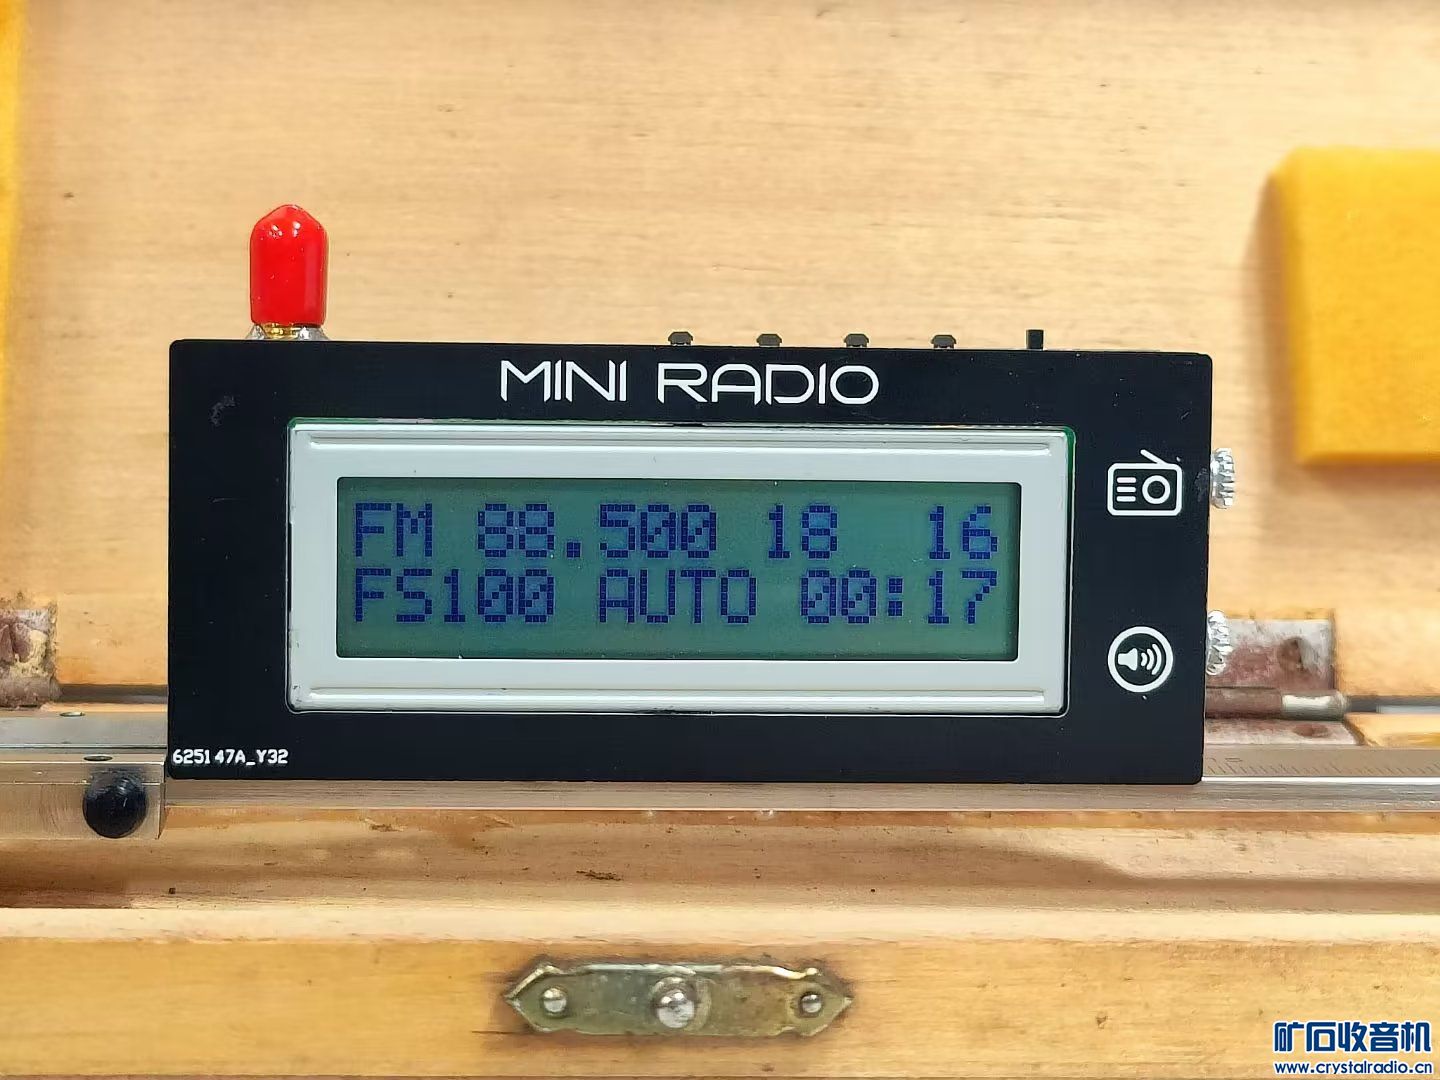 MINI RADIO
FM 88.500 18 16
FS100 AUTO 00:17
625147A_Y32
15
矿石收音机
www.crystalradio.cn